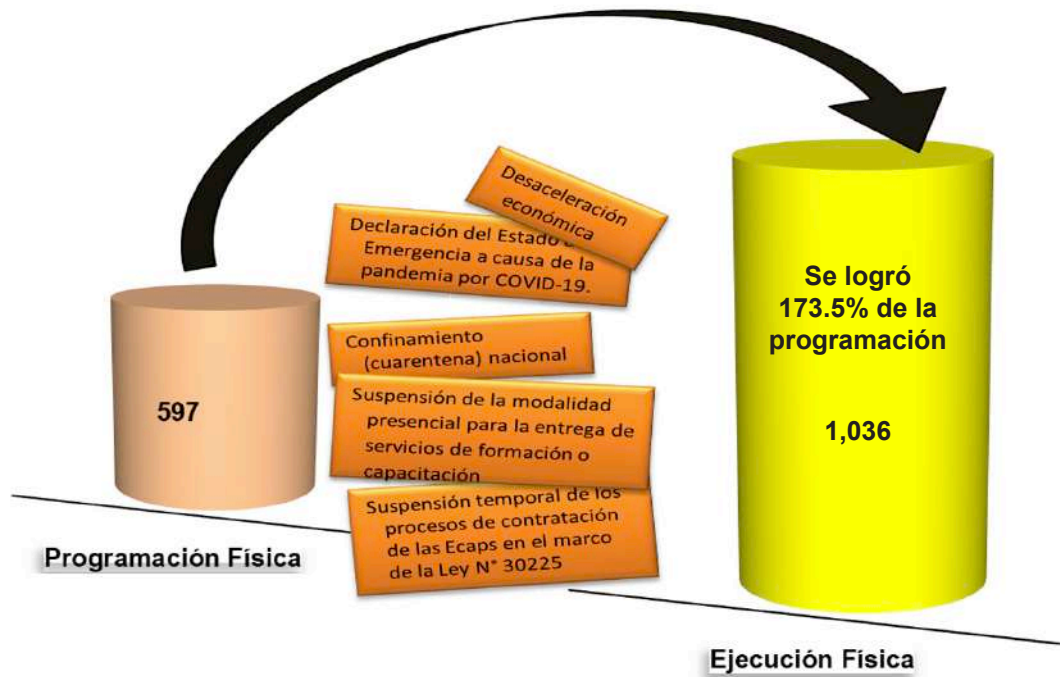 Desaceleración
económica
Declaración del Estado
Emergencia a causa de la
pandemia por COVID-19.
Confinamiento
(cuarentena) nacional
Suspensión de la modalidad
presencial para la entrega de
servicios de formación o
capacitación
Suspensión temporal de los
procesos de contratación
de las Ecaps en el marco
de la Ley N° 30225
597
Programación Física
Se logró
173.5% de la
programación
1,036
Ejecución Física